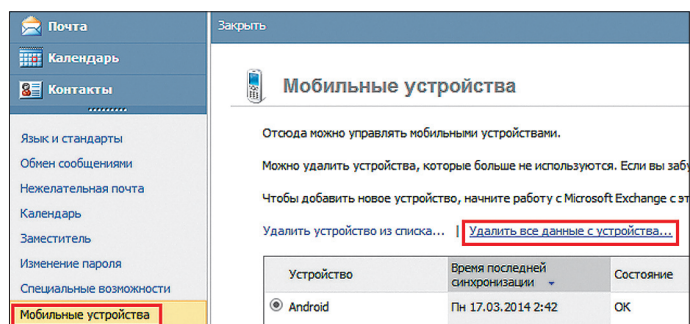 Почта
Календарь
Контакты
Язык и стандарты
Обмен сообщениями
Нежелательная почта
Календарь
Заместитель
Изменение пароля
Специальные возможности
Мобильные устройства
Закрыть
Мобильные устройства
Отсюда можно управлять мобильными устройствами.
Можно удалить устройства, которые больше не используются. Если вы
Чтобы добавить новое устройство, начните работу с Microsoft Exchange с
Удалить устройство из списка... | Удалить все данные с устройства...
Устройство Время последней синхронизации Состояние
Android Пн 17.03.2014 2:42 OK